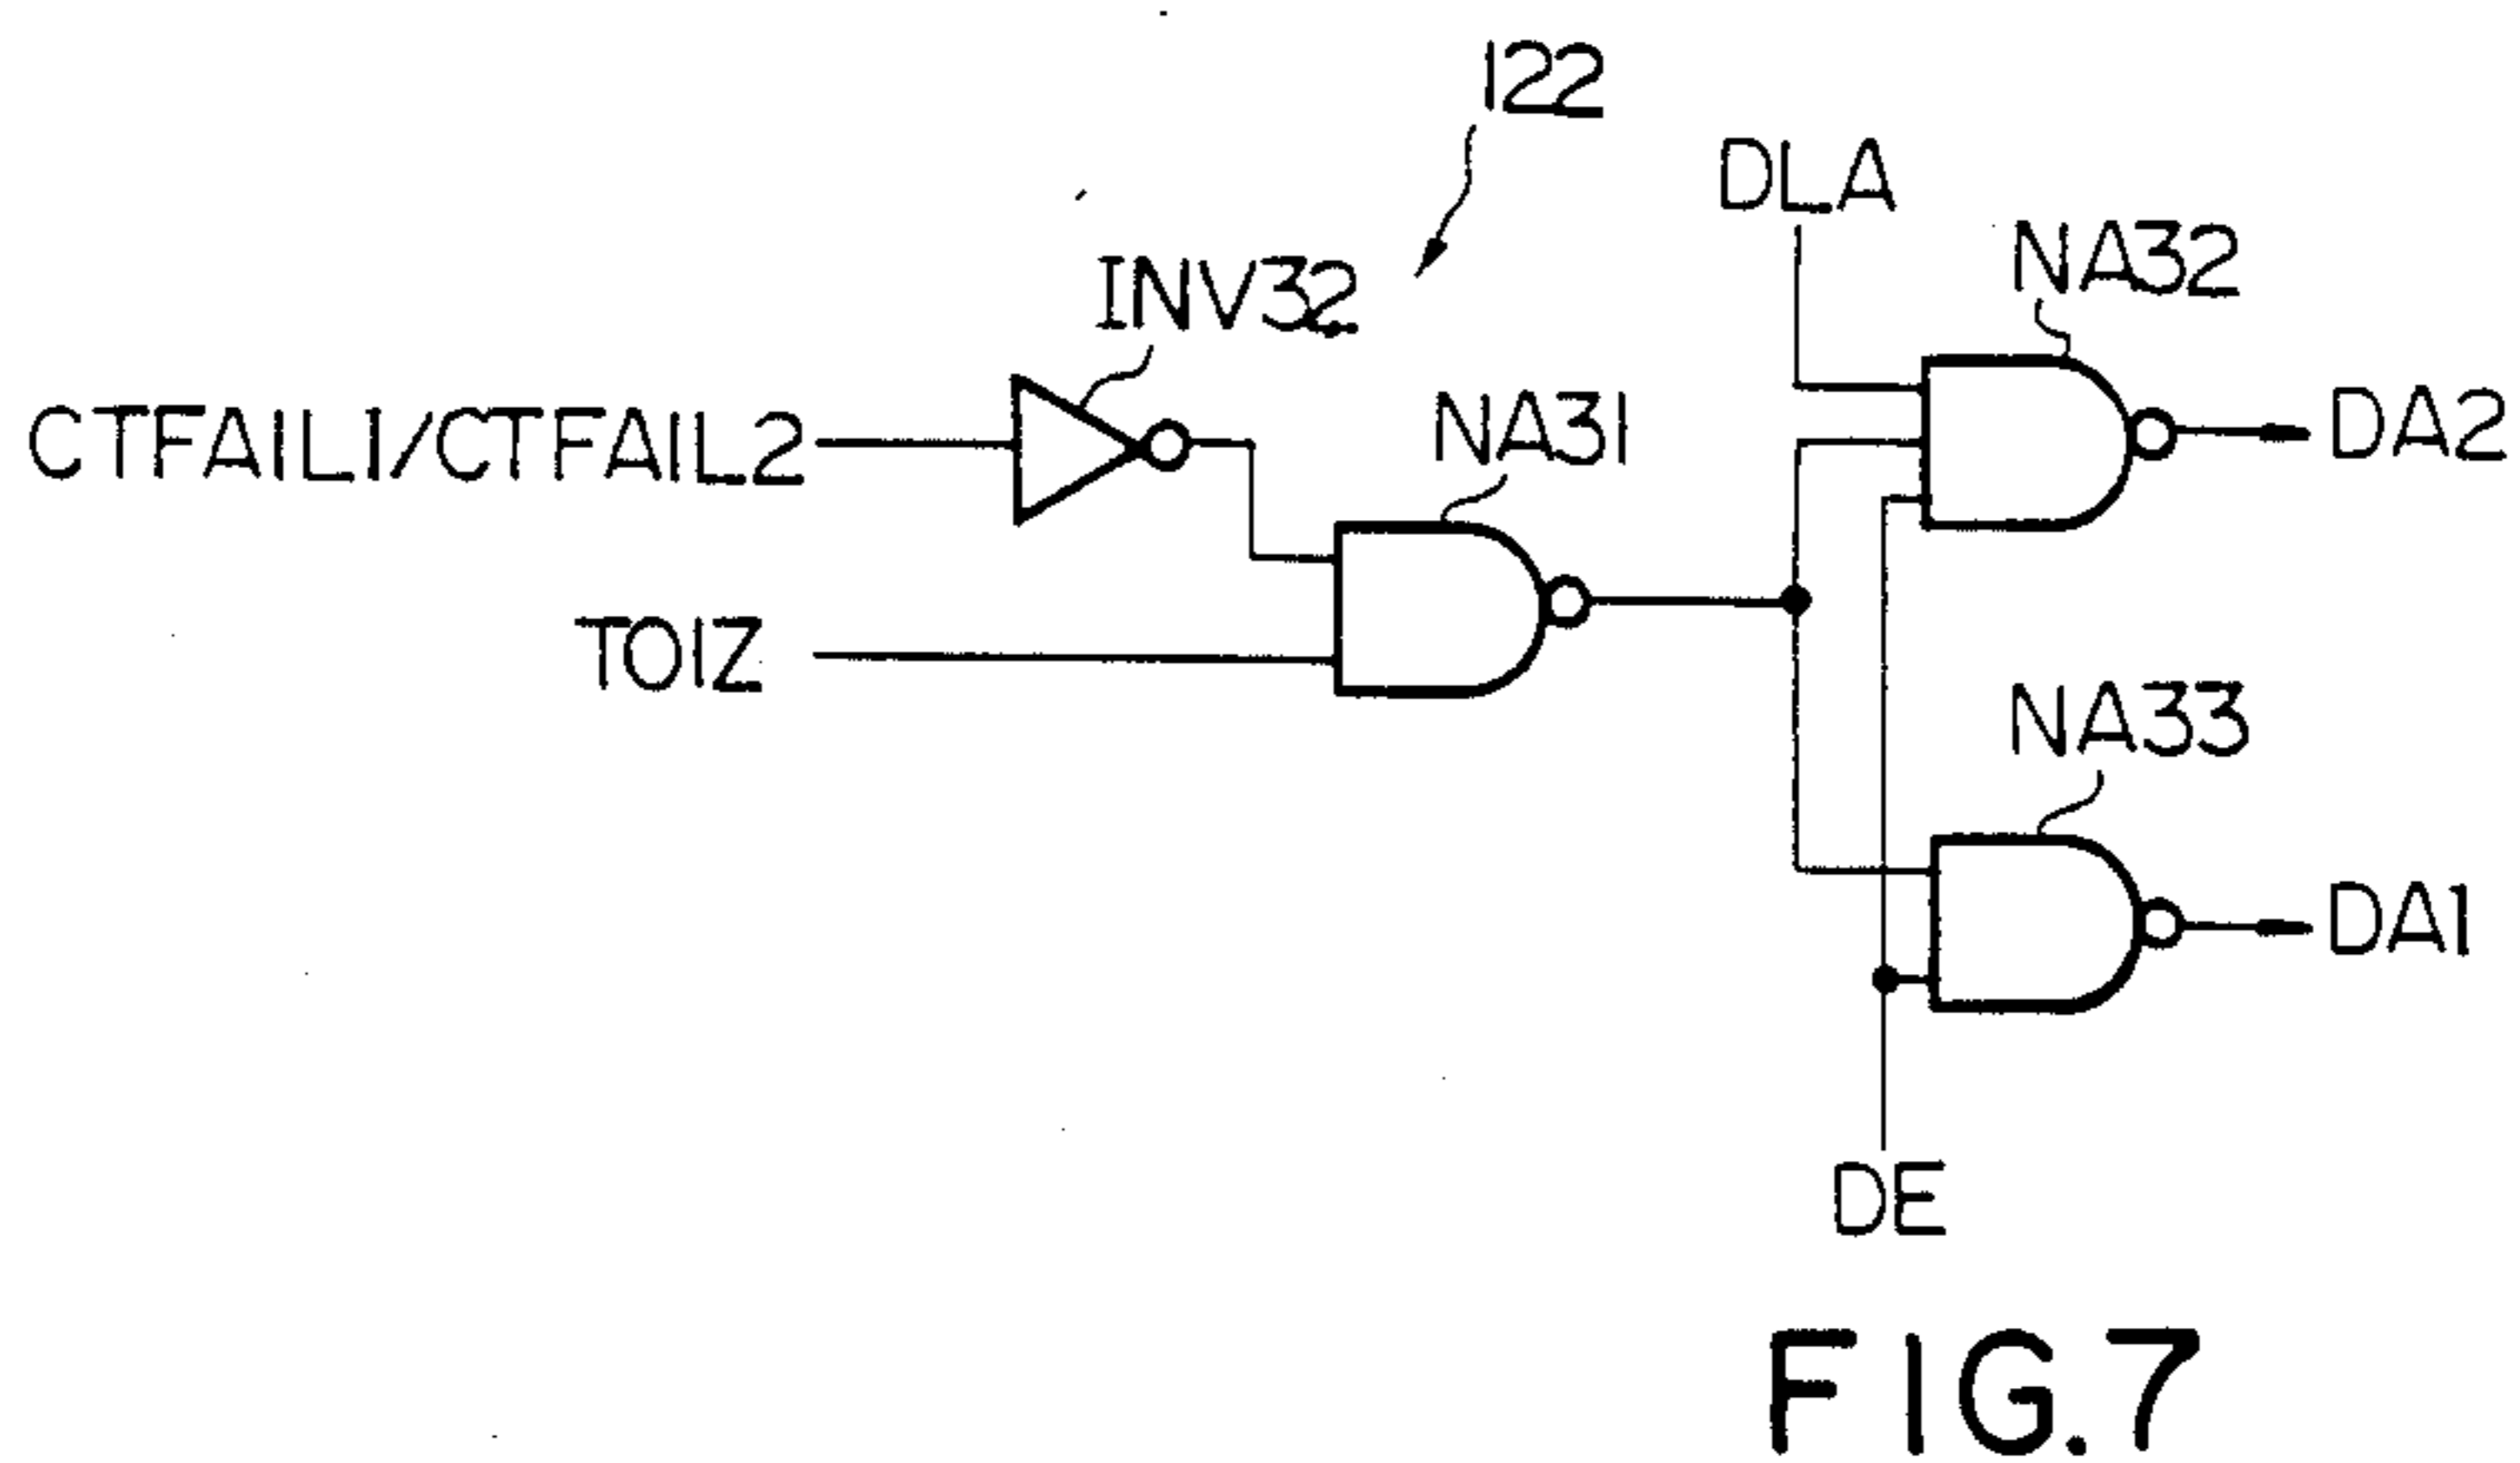 122
DLA
NA32
INV32
DA2
NA31
CTFAIL1/CTFAIL2
TO1Z
NA33
DA1
DE
FIG.7